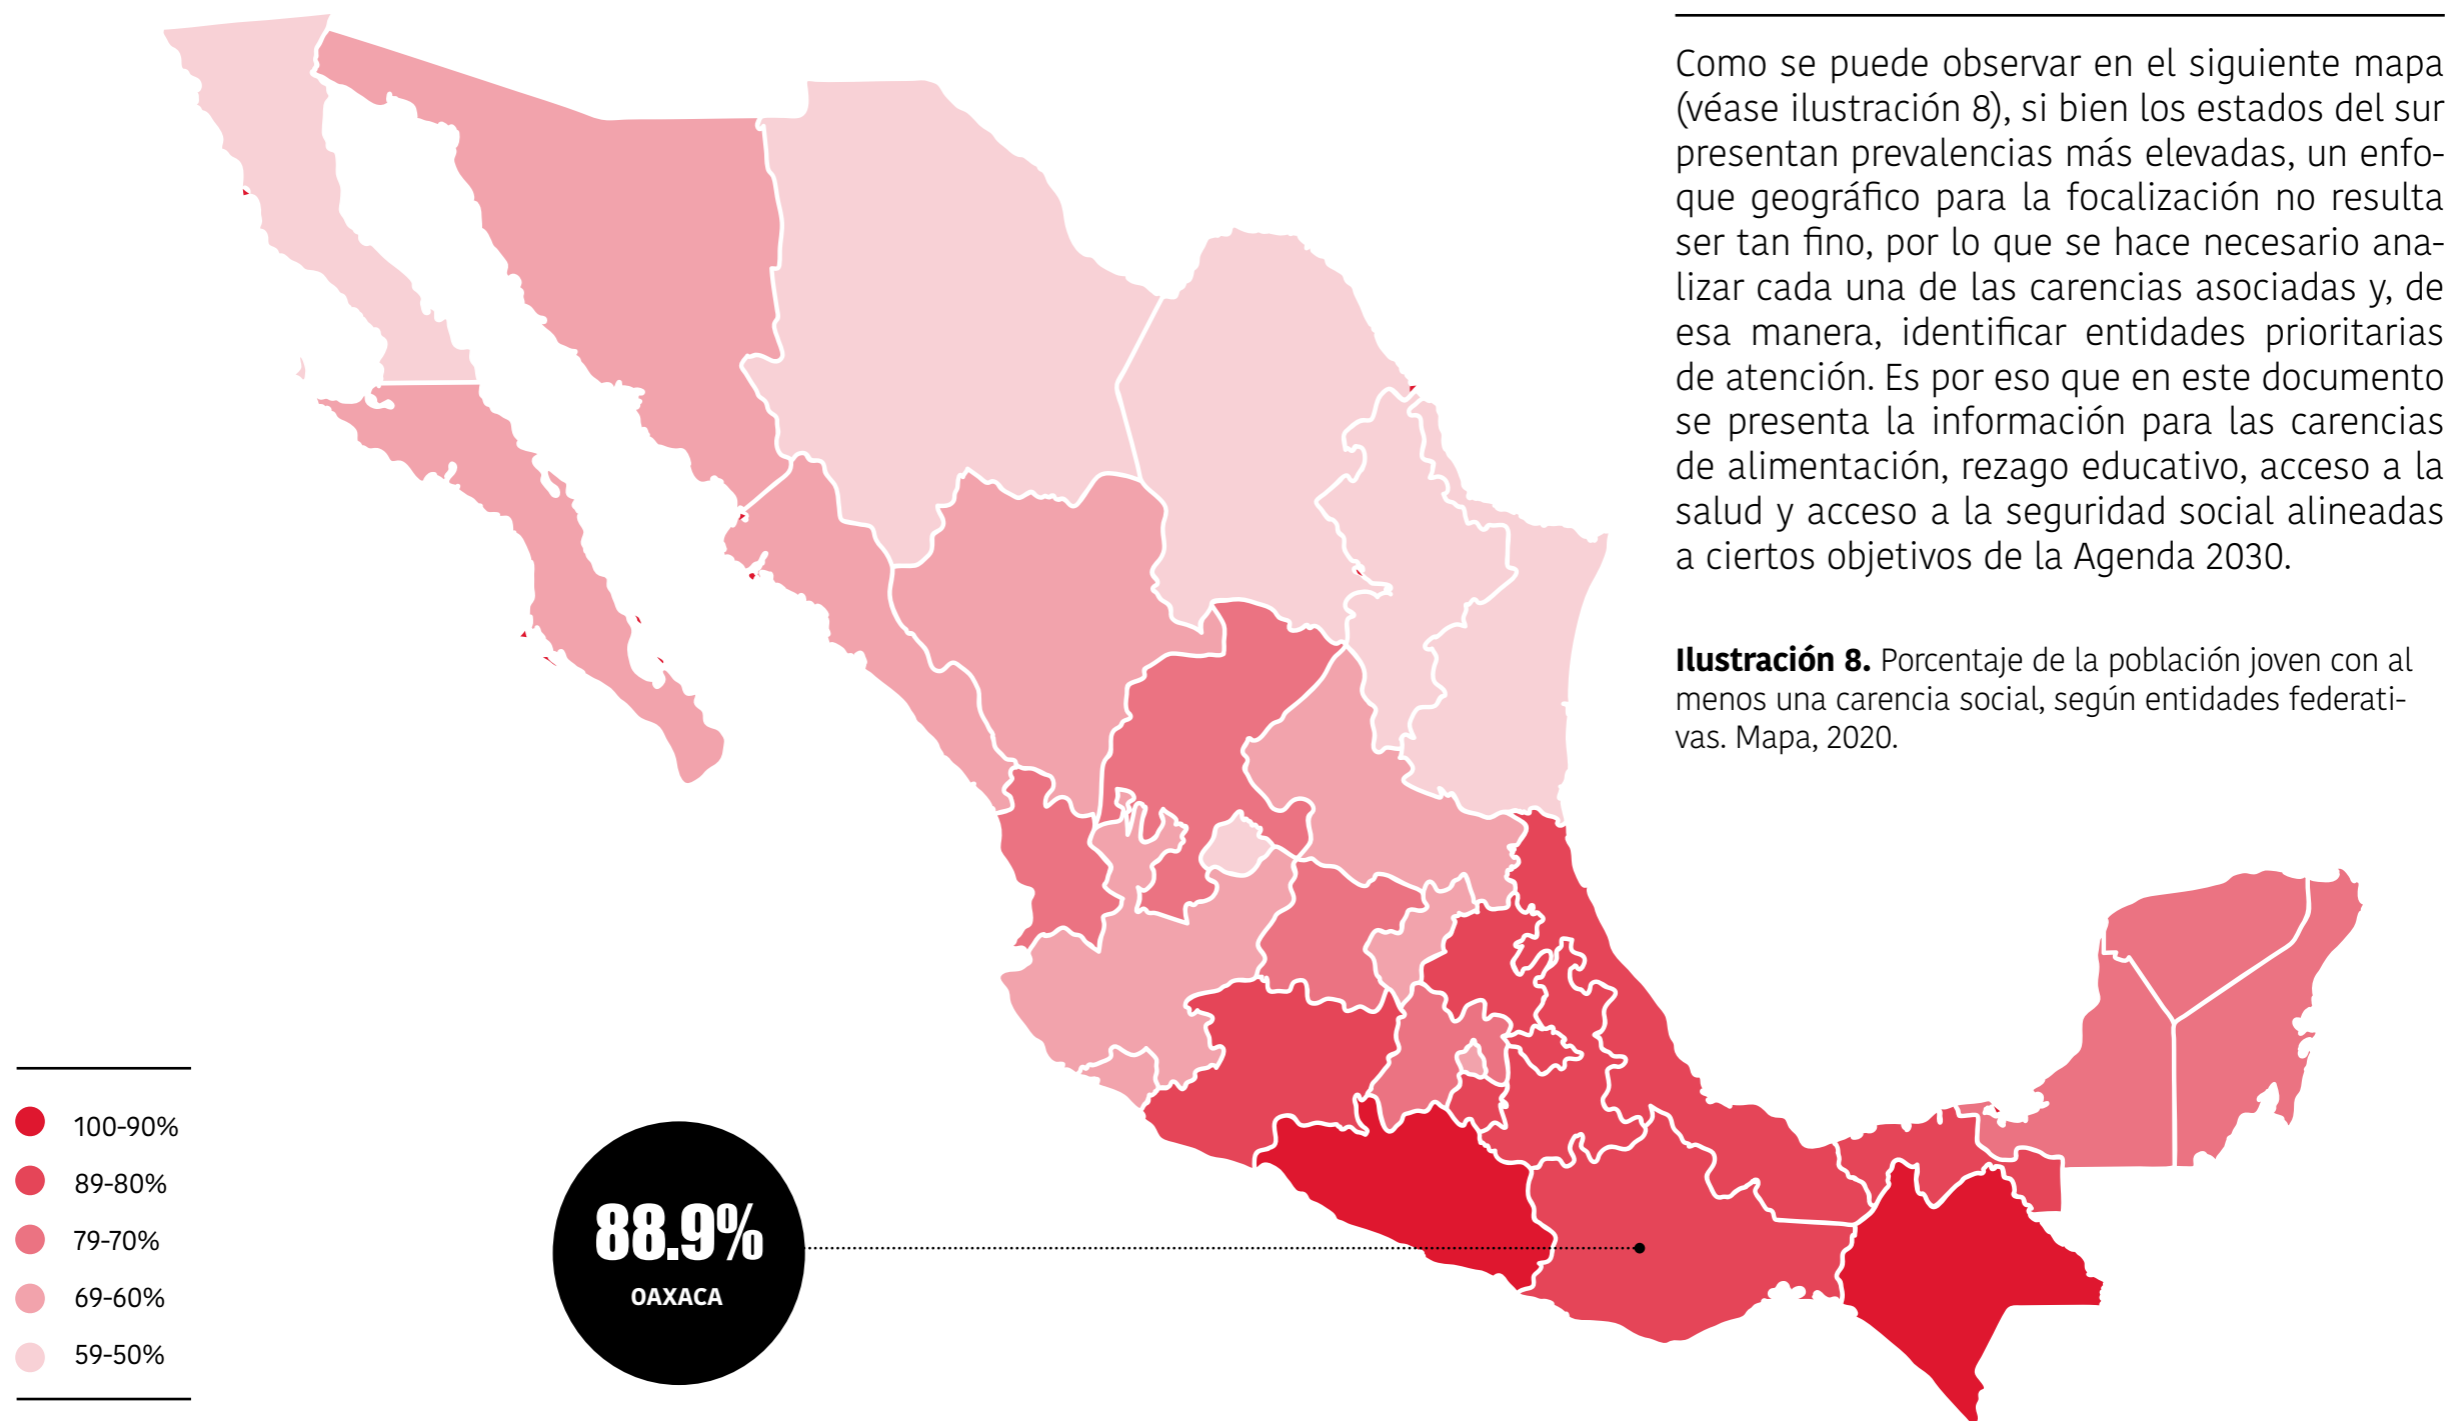 Como se puede observar en el siguiente mapa
(véase ilustración 8), si bien los estados del sur
presentan prevalencias más elevadas, un enfo-
que geográfico para la focalización no resulta
ser tan fino, por lo que se hace necesario ana-
lizar cada una de las carencias asociadas y, de
esa manera, identificar entidades prioritarias
de atención. Es por eso que en este documento
se presenta la información para las carencias
de alimentación, rezago educativo, acceso a la
salud y acceso a la seguridad social alineadas
a ciertos objetivos de la Agenda 2030.
Ilustración 8. Porcentaje de la población joven con al
menos una carencia social, según entidades federati-
vas. Mapa, 2020.
100-90%
89-80%
79-70%
69-60%
59-50%
88.9%
OAXACA